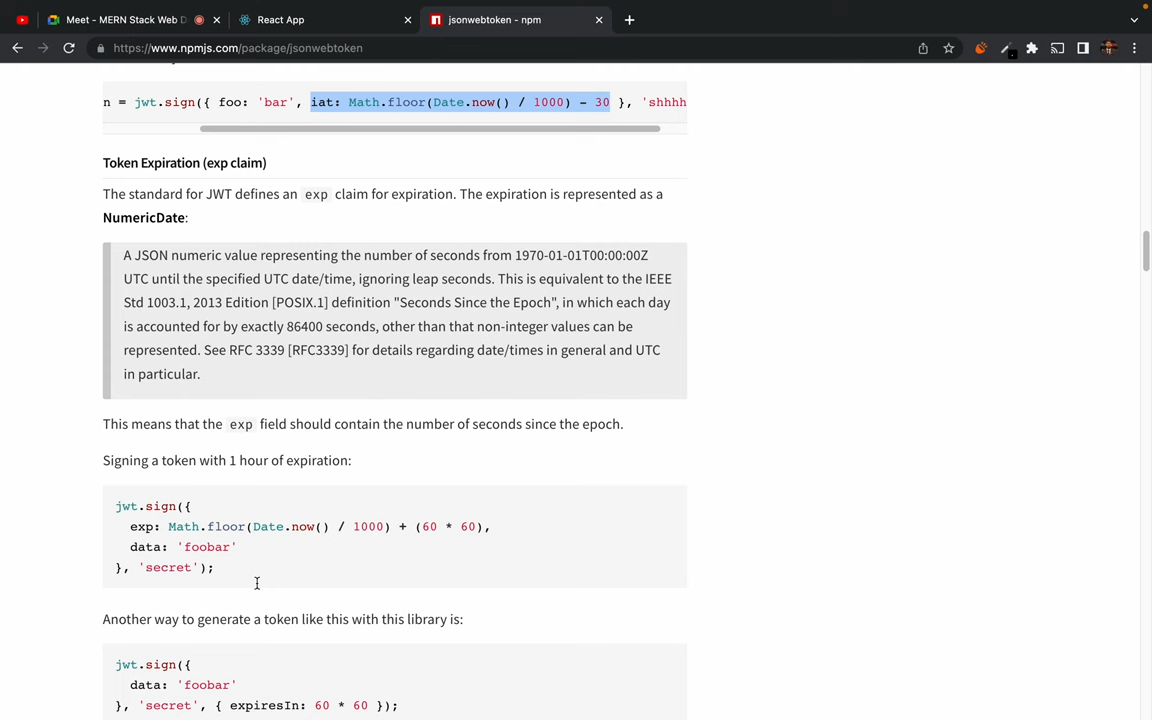 Meet - MERN Stack Web D
React App
jsonwebtoken - npm
https://www.npmjs.com/package/jsonwebtoken
n = jwt.sign({ foo: 'bar', iat: Math.floor(Date.now() / 1000) - 30 }, 'shhhh
Token Expiration (exp claim)
The standard for JWT defines an exp claim for expiration. The expiration is represented as a
NumericDate:
A JSON numeric value representing the number of seconds from 1970-01-01T00:00:00Z
UTC until the specified UTC date/time, ignoring leap seconds. This is equivalent to the IEEE
Std 1003.1, 2013 Edition [POSIX.1] definition "Seconds Since the Epoch", in which each day
is accounted for by exactly 86400 seconds, other than that non-integer values can be
represented. See RFC 3339 [RFC3339] for details regarding date/times in general and UTC
in particular.
This means that the exp field should contain the number of seconds since the epoch.
Signing a token with 1 hour of expiration:
jwt.sign({
exp: Math.floor(Date.now() / 1000) + (60 * 60),
data: 'foobar'
}, 'secret');
Another way to generate a token like this with this library is:
jwt.sign({
data: 'foobar'
}, 'secret', { expiresIn: 60 * 60 });